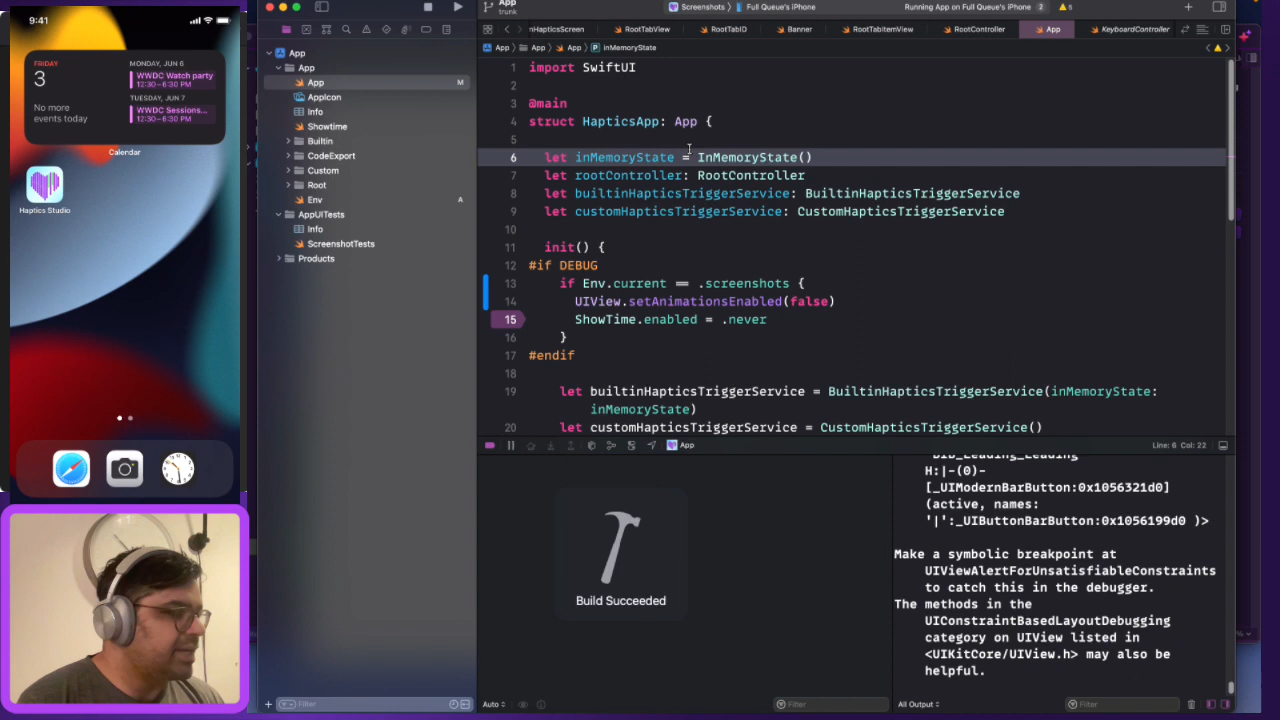 9:41
FRIDAY
3
No more
events today
MONDAY, JUN 6
WWDC Watch party
12:30–6:30 PM
TUESDAY, JUN 7
WWDC Sessions...
12:30–6:30 PM
Calendar
Haptics Studio
App
trunk
Screenshots
Full Queue's iPhone
Running App on Full Queue's iPhone
2
5
nHapticsScreen
RootTabView
RootTabID
Banner
RootTabItemView
RootController
App
KeyboardController
App
App
App
P
inMemoryState
App
App
App
M
AppIcon
Info
Showtime
Builtin
CodeExport
Custom
Root
Env
A
AppUITests
Info
ScreenshotTests
Products
Filter
1 import SwiftUI
2
3 @main
4 struct HapticsApp: App {
5
6 let inMemoryState = InMemoryState()
7 let rootController: RootController
8 let builtinHapticsTriggerService: BuiltinHapticsTriggerService
9 let customHapticsTriggerService: CustomHapticsTriggerService
10
11 init() {
12 #if DEBUG
13 if Env.current == .screenshots {
14 UIView.setAnimationsEnabled(false)
15 ShowTime.enabled = .never
16 }
17 #endif
18
19 let builtinHapticsTriggerService = BuiltinHapticsTriggerService(inMemoryState:
inMemoryState)
20 let customHapticsTriggerService = CustomHapticsTriggerService()
App
Line: 6 Col: 22
Build Succeeded
H:|-(0)-
[_UIModernBarButton:0x1056321d0]
(active, names:
'|':_UIButtonBarButton:0x1056199d0 )>
Make a symbolic breakpoint at
UIViewAlertForUnsatisfiableConstraints
to catch this in the debugger.
The methods in the
UIConstraintBasedLayoutDebugging
category on UIView listed in
<UIKitCore/UIView.h> may also be
helpful.
Auto
Filter
All Output
Filter